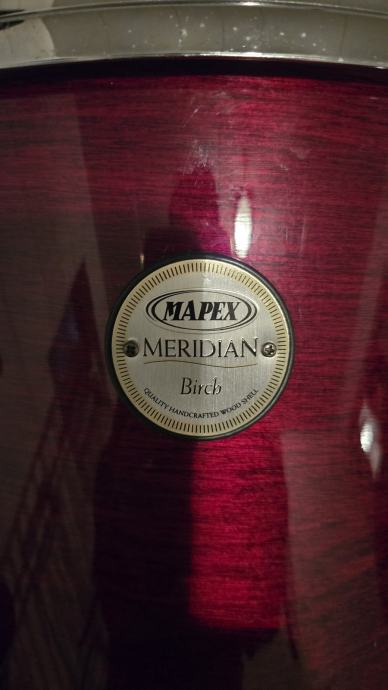 MAPEX
MERIDIAN
Birch
QUALITY HANDCRAFTED WOOD SHELL